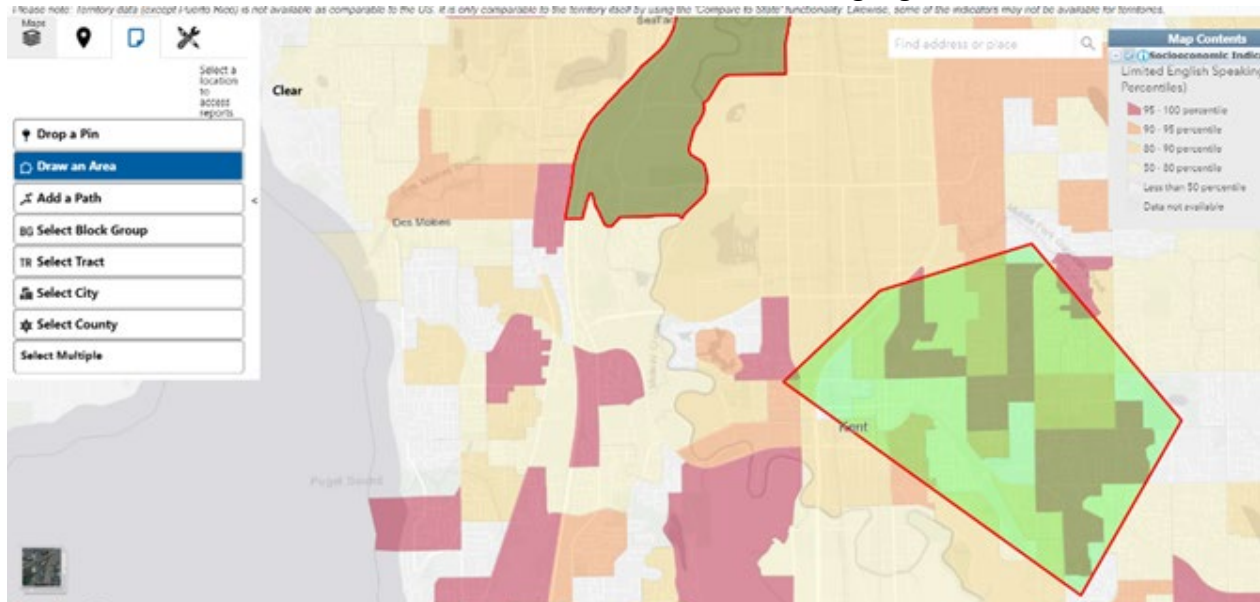 Please note: Territory data (except Puerto Rico) is not available as comparable to the US. It is only comparable to the territory itself by using the 'Compare to State' functionality. Likewise, some of the indicators may not be available for territories.
Maps
Select a
location
to
access
reports
Clear
Drop a Pin
Draw an Area
Add a Path
BG Select Block Group
TR Select Tract
Select City
Select County
Select Multiple
<
SeaTac
Find address or place
Map Contents
Socioeconomic Indic
Limited English Speaking
Percentiles)
95 - 100 percentile
90 - 95 percentile
80 - 90 percentile
50 - 80 percentile
Less than 50 percentile
Data not available
Des Moines
Kent
Puget Sound